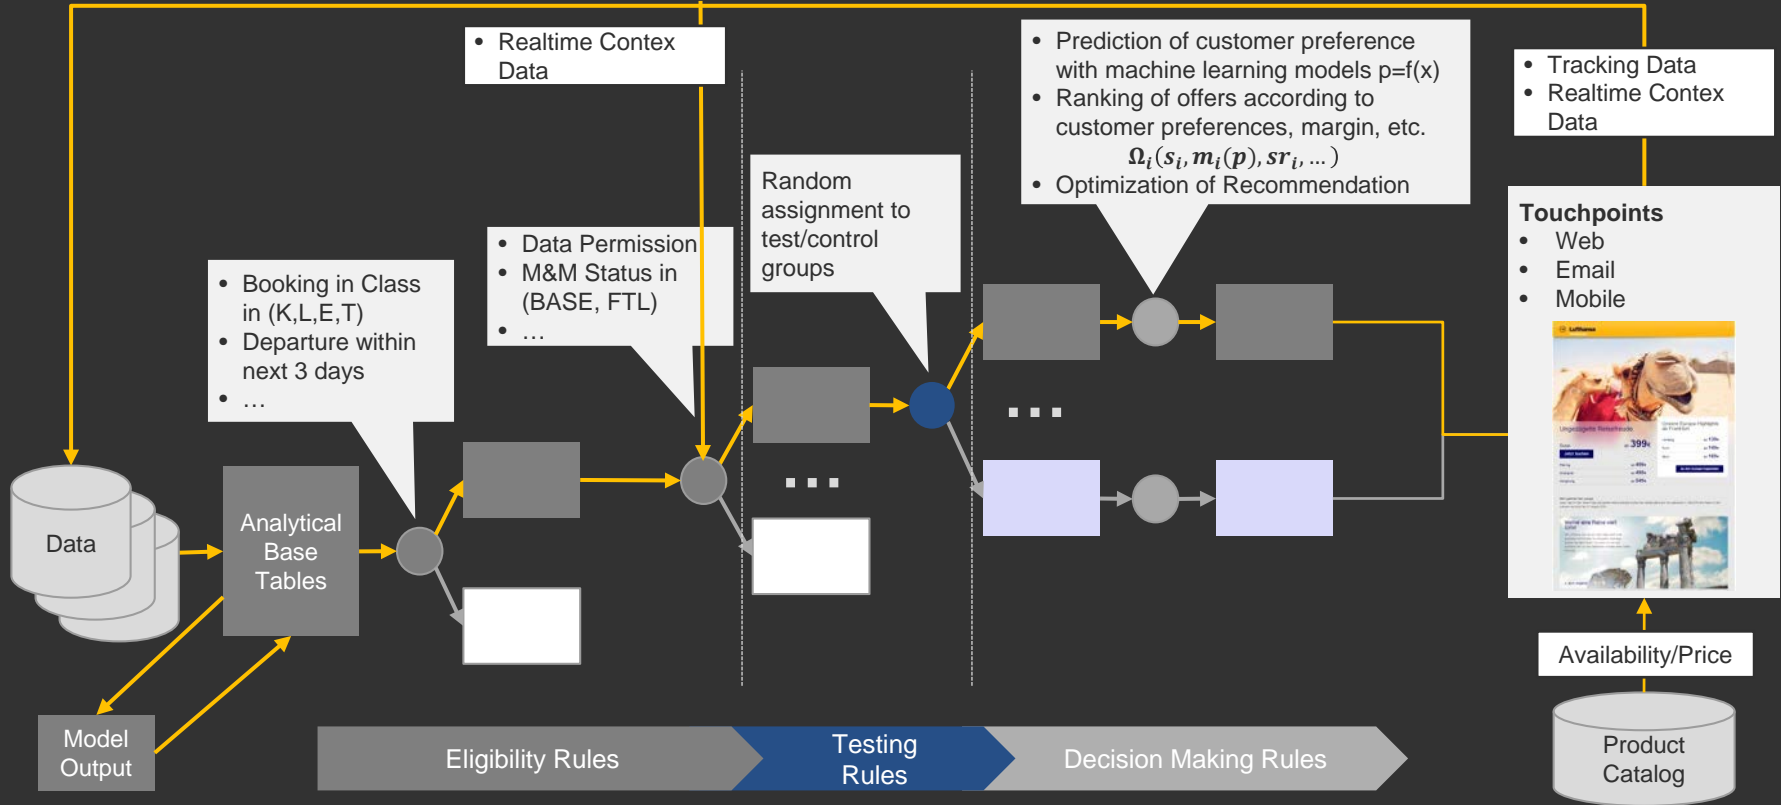 • Realtime Contex
Data
• Prediction of customer preference
with machine learning models p=f(x)
• Ranking of offers according to
customer preferences, margin, etc.
Ωᵢ(sᵢ, mᵢ(p), srᵢ, … )
• Optimization of Recommendation
• Tracking Data
• Realtime Contex
Data
Random
assignment to
test/control
groups
• Data Permission
• M&M Status in
(BASE, FTL)
• …
• Booking in Class
in (K,L,E,T)
• Departure within
next 3 days
• …
Touchpoints
• Web
• Email
• Mobile
Lufthansa
399€
Data
Analytical
Base
Tables
...
...
Model
Output
Availability/Price
Product
Catalog
Eligibility Rules
Testing
Rules
Decision Making Rules